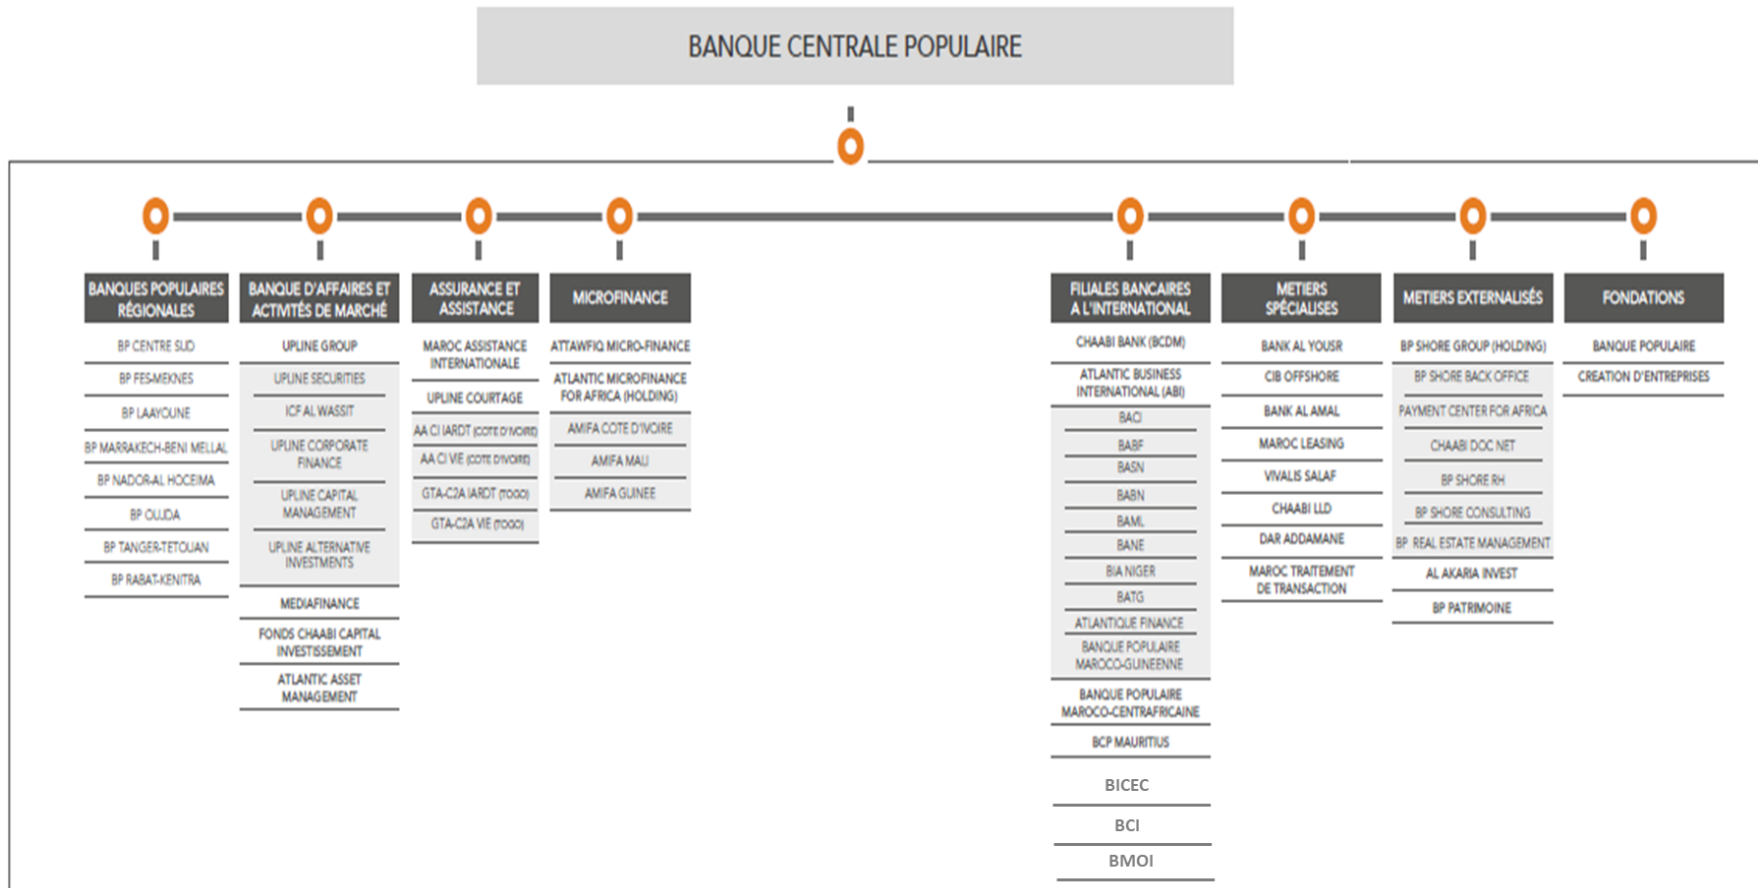 BANQUE CENTRALE POPULAIRE
BANQUES POPULAIRES
RÉGIONALES
BP CENTRE SUD
BP FES-MEKNES
BP LAAYOUNE
BP MARRAKECH-BENI MELLAL
BP NADOR-AL HOCEIMA
BP OUJDA
BP TANGER-TETOUAN
BP RABAT-KENITRA
BANQUE D'AFFAIRES ET
ACTIVITÉS DE MARCHÉ
UPLINE GROUP
UPLINE SECURITIES
ICF AL WASSIT
UPLINE CORPORATE
FINANCE
UPLINE CAPITAL
MANAGEMENT
UPLINE ALTERNATIVE
INVESTMENTS
MEDIAFINANCE
FONDS CHAABI CAPITAL
INVESTISSEMENT
ATLANTIC ASSET
MANAGEMENT
ASSURANCE ET
ASSISTANCE
MAROC ASSISTANCE
INTERNATIONALE
UPLINE COURTAGE
AA CI IARDT (COTE D'IVOIRE)
AA CI VIE (COTE D'IVOIRE)
GTA-C2A IARDT (TOGO)
GTA-C2A VIE (TOGO)
MICROFINANCE
ATTAWFIQ MICRO-FINANCE
ATLANTIC MICROFINANCE
FOR AFRICA (HOLDING)
AMIFA COTE D'IVOIRE
AMIFA MALI
AMIFA GUINEE
FILIALES BANCAIRES
A L'INTERNATIONAL
CHAABI BANK (BCDM)
ATLANTIC BUSINESS
INTERNATIONAL (ABI)
BACI
BABF
BASN
BABN
BAML
BANE
BIA NIGER
BATG
ATLANTIQUE FINANCE
BANQUE POPULAIRE
MAROCO-GUINEENNE
BANQUE POPULAIRE
MAROCO-CENTRAFRICAINE
BCP MAURITIUS
BICEC
BCI
BMOI
METIERS
SPÉCIALISES
BANK AL YOUSR
CIB OFFSHORE
BANK AL AMAL
MAROC LEASING
VIVALIS SALAF
CHAABI LLD
DAR ADDAMANE
MAROC TRAITEMENT
DE TRANSACTION
METIERS EXTERNALISÉS
BP SHORE GROUP (HOLDING)
BP SHORE BACK OFFICE
PAYMENT CENTER FOR AFRICA
CHAABI DOC NET
BP SHORE RH
BP SHORE CONSULTING
BP REAL ESTATE MANAGEMENT
AL AKARIA INVEST
BP PATRIMOINE
FONDATIONS
BANQUE POPULAIRE
CREATION D'ENTREPRISES